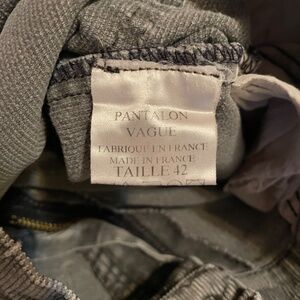 PANTALON
VAGUE
FABRIQUE EN FRANCE
MADE IN FRANCE
TAILLE 42